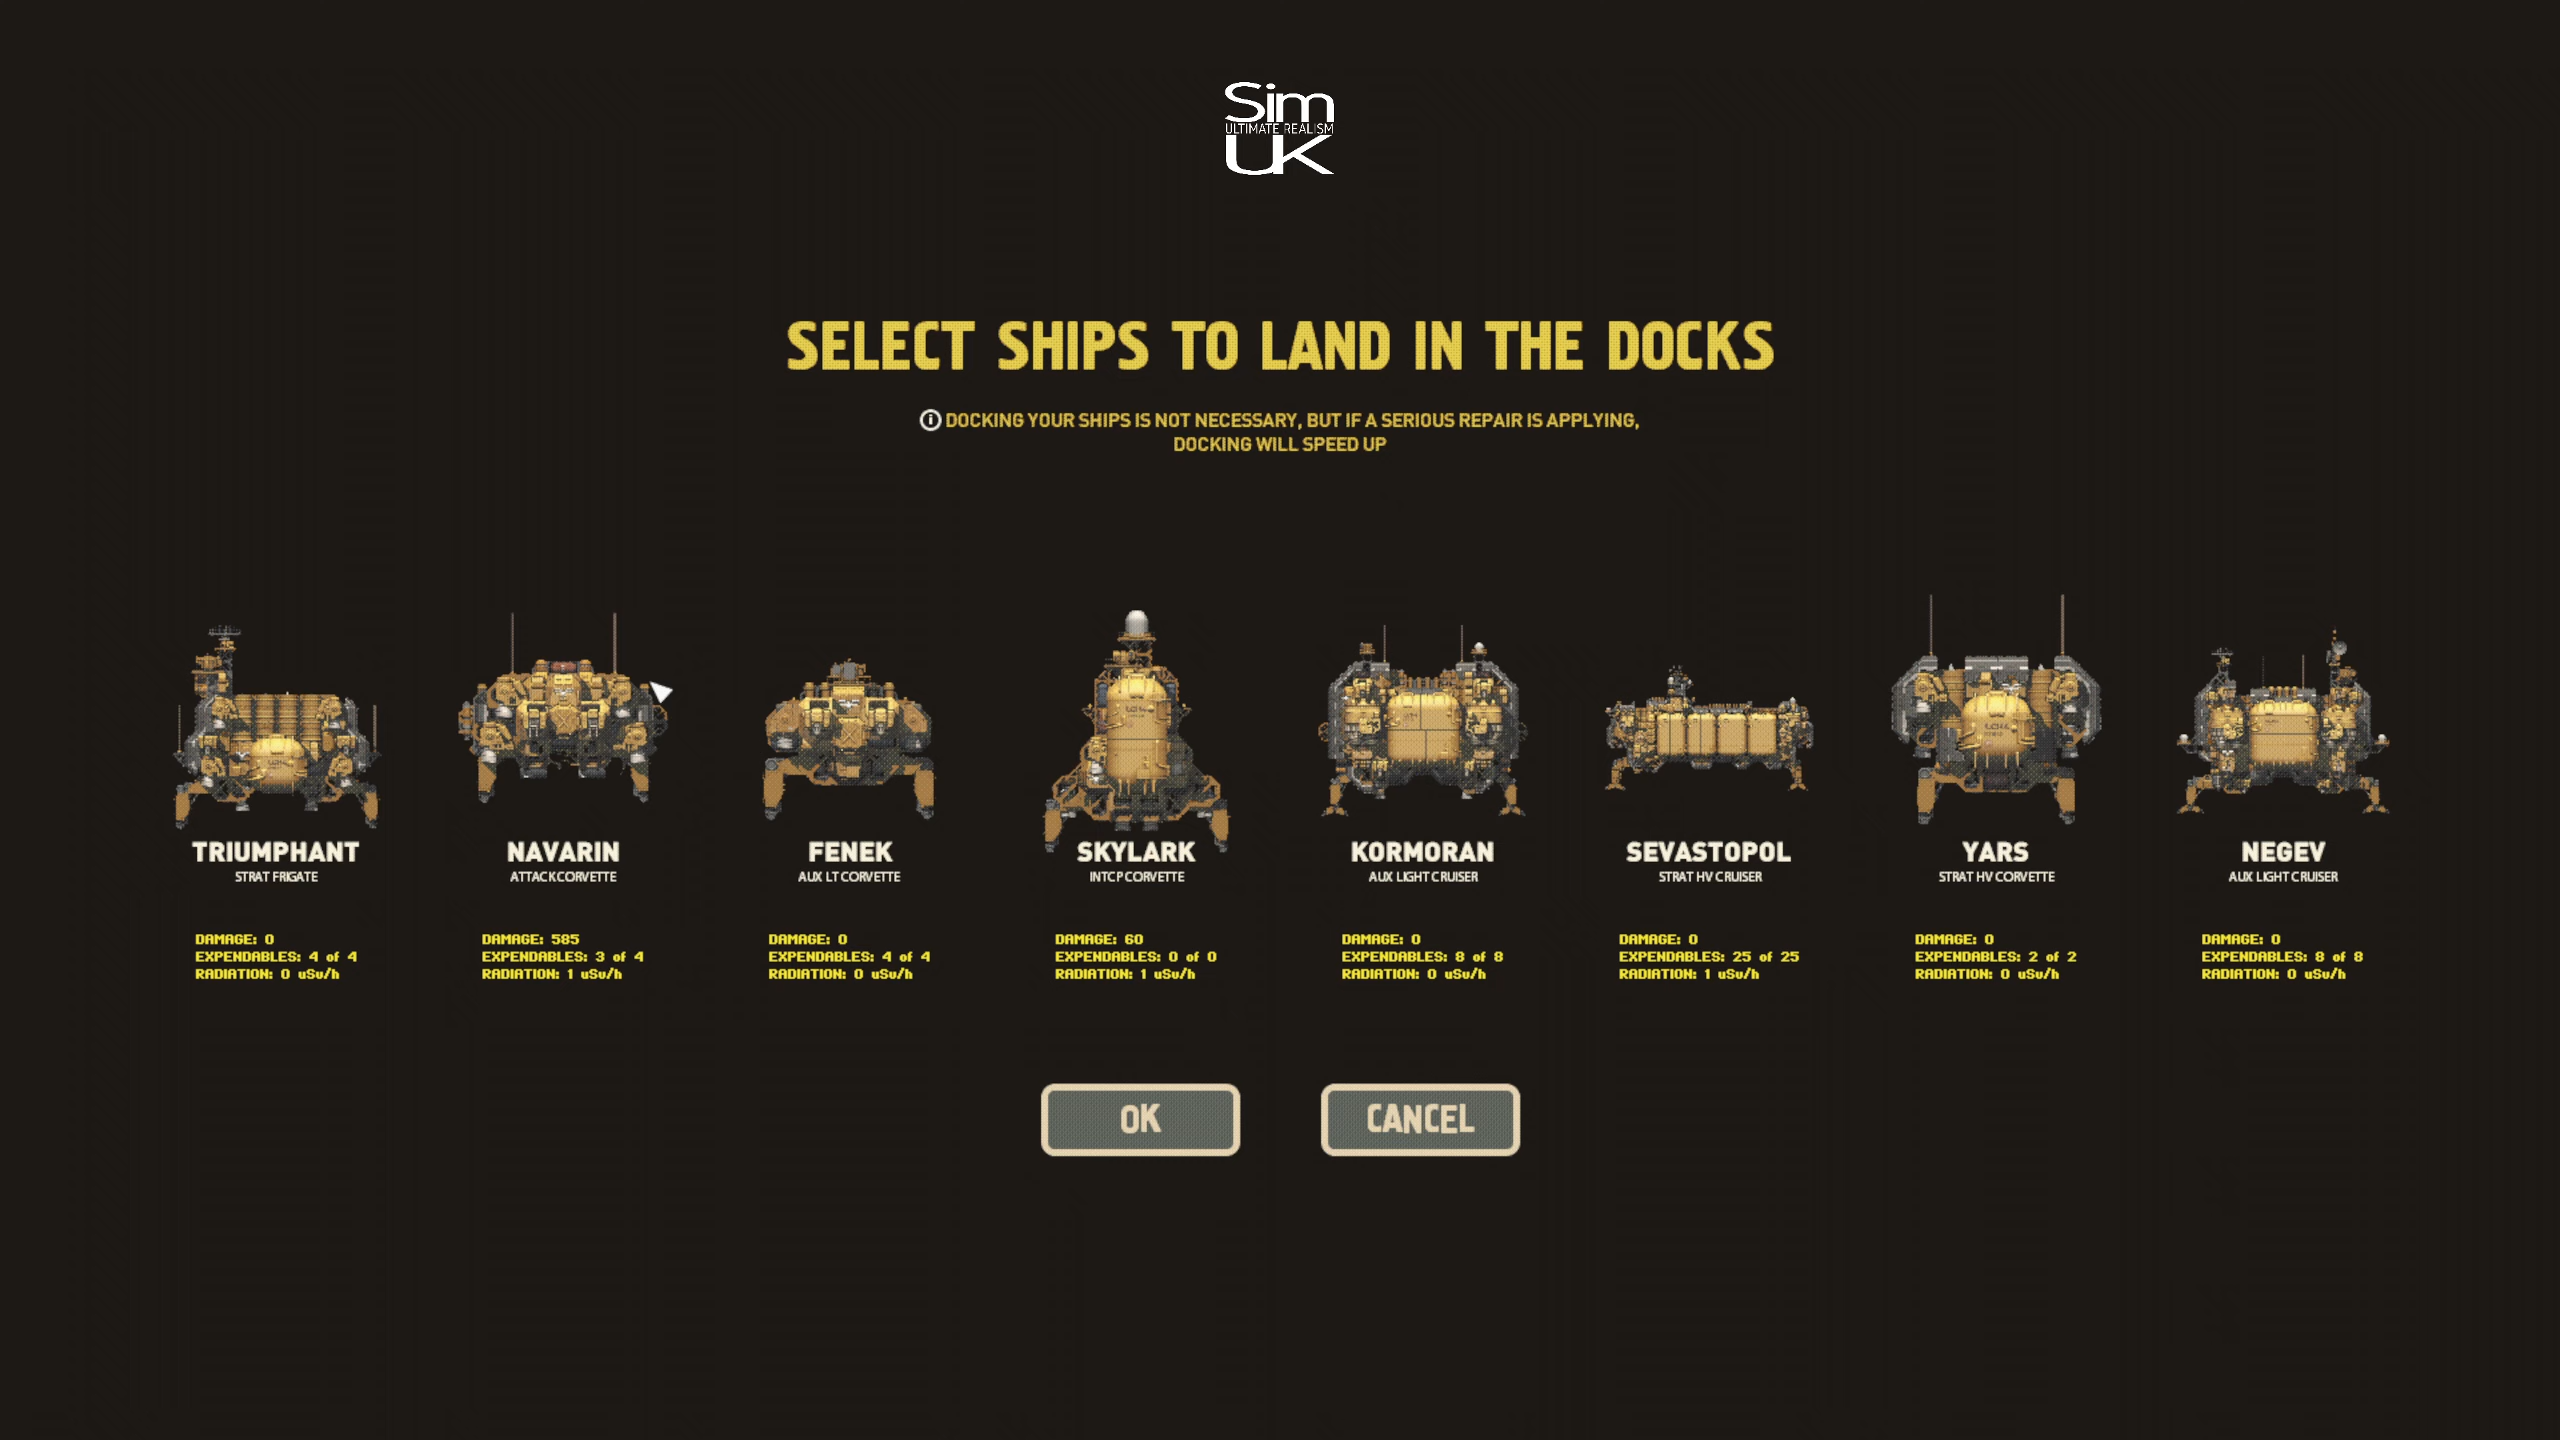 Sim
ULTIMATE REALISM
UK
SELECT SHIPS TO LAND IN THE DOCKS
DOCKING YOUR SHIPS IS NOT NECESSARY, BUT IF A SERIOUS REPAIR IS APPLYING,
DOCKING WILL SPEED UP
TRIUMPHANT
STRAT FRIGATE
DAMAGE: 0
EXPENDABLES: 4 of 4
RADIATION: 0 uSv/h
NAVARIN
ATTACK CORVETTE
DAMAGE: 585
EXPENDABLES: 3 of 4
RADIATION: 1 uSv/h
FENEK
AUX LT CORVETTE
DAMAGE: 0
EXPENDABLES: 4 of 4
RADIATION: 0 uSv/h
SKYLARK
INTCP CORVETTE
DAMAGE: 60
EXPENDABLES: 0 of 0
RADIATION: 1 uSv/h
KORMORAN
AUX LIGHT CRUISER
DAMAGE: 0
EXPENDABLES: 8 of 8
RADIATION: 0 uSv/h
SEVASTOPOL
STRAT HV CRUISER
DAMAGE: 0
EXPENDABLES: 25 of 25
RADIATION: 1 uSv/h
YARS
STRAT HV CORVETTE
DAMAGE: 0
EXPENDABLES: 2 of 2
RADIATION: 0 uSv/h
NEGEV
AUX LIGHT CRUISER
DAMAGE: 0
EXPENDABLES: 8 of 8
RADIATION: 0 uSv/h
OK
CANCEL